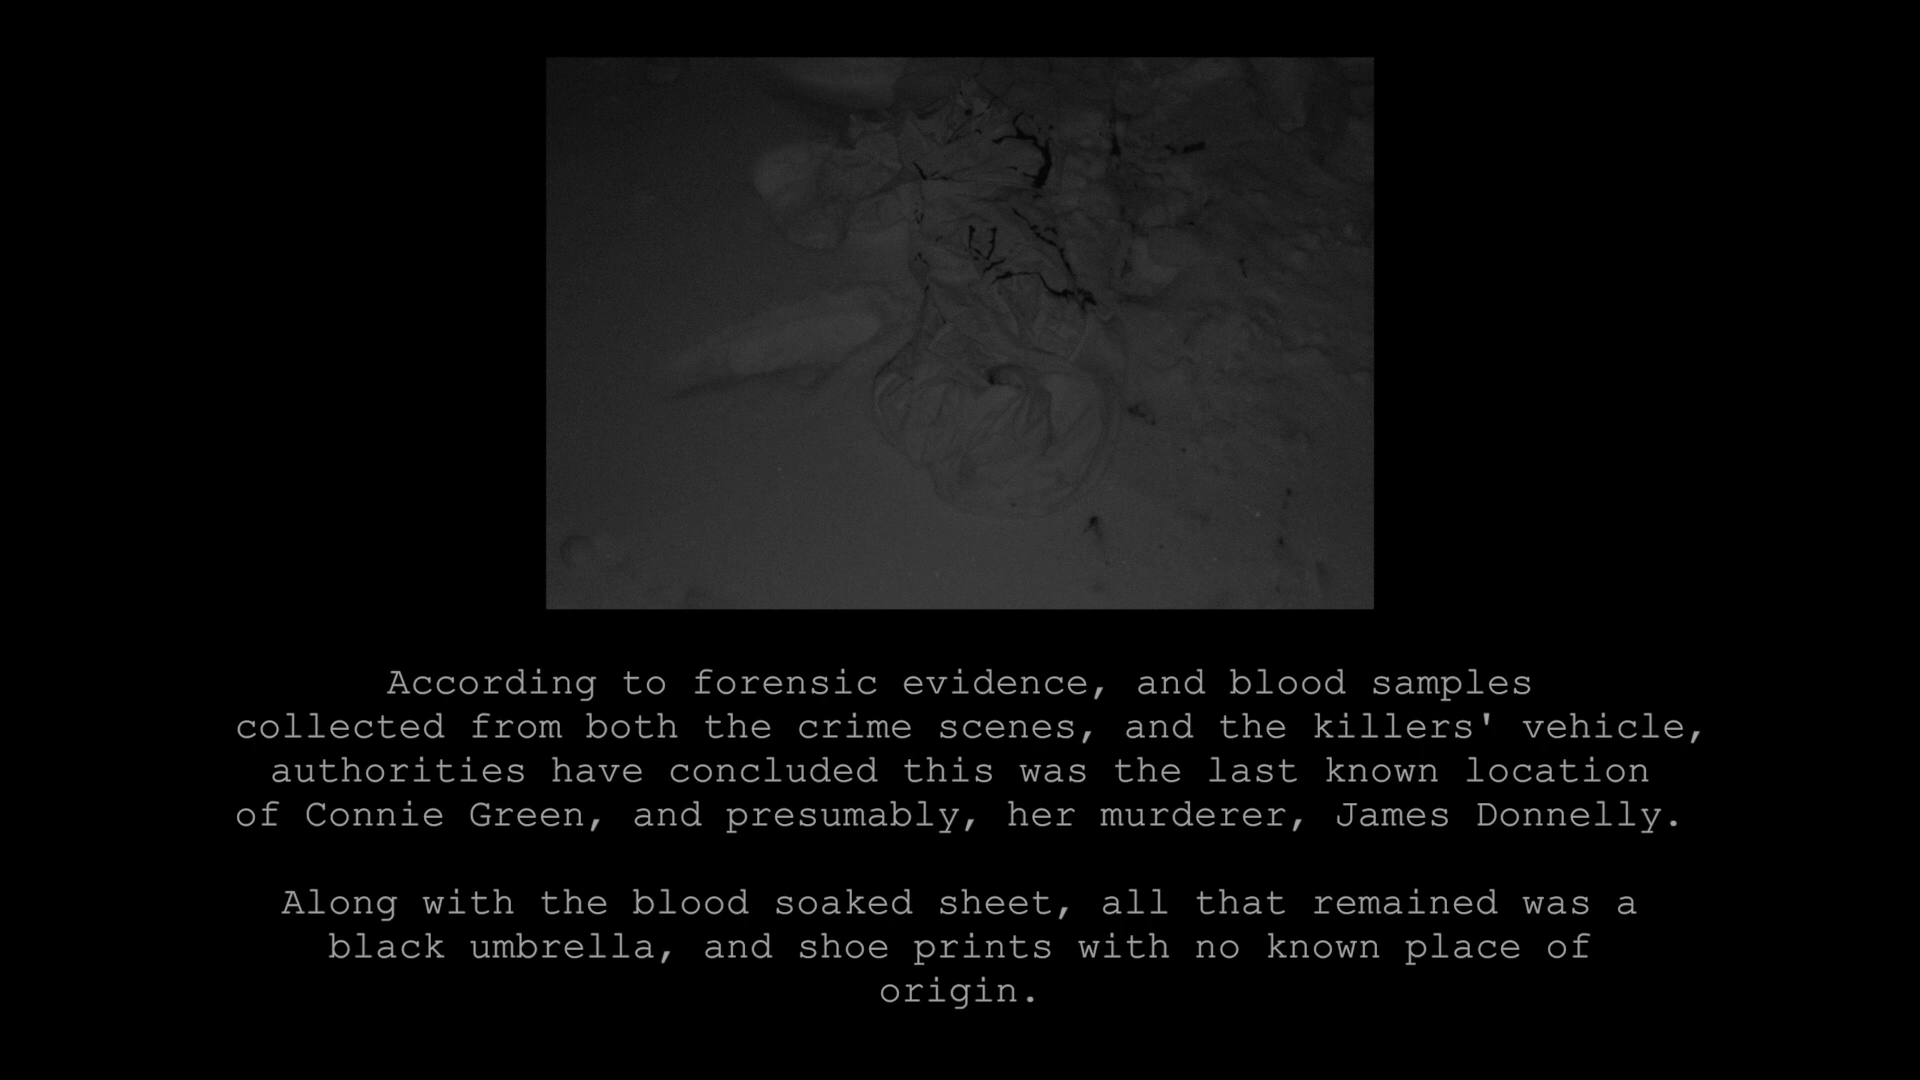 According to forensic evidence, and blood samples
collected from both the crime scenes, and the killers' vehicle,
authorities have concluded this was the last known location
of Connie Green, and presumably, her murderer, James Donnelly.
Along with the blood soaked sheet, all that remained was a
black umbrella, and shoe prints with no known place of
origin.